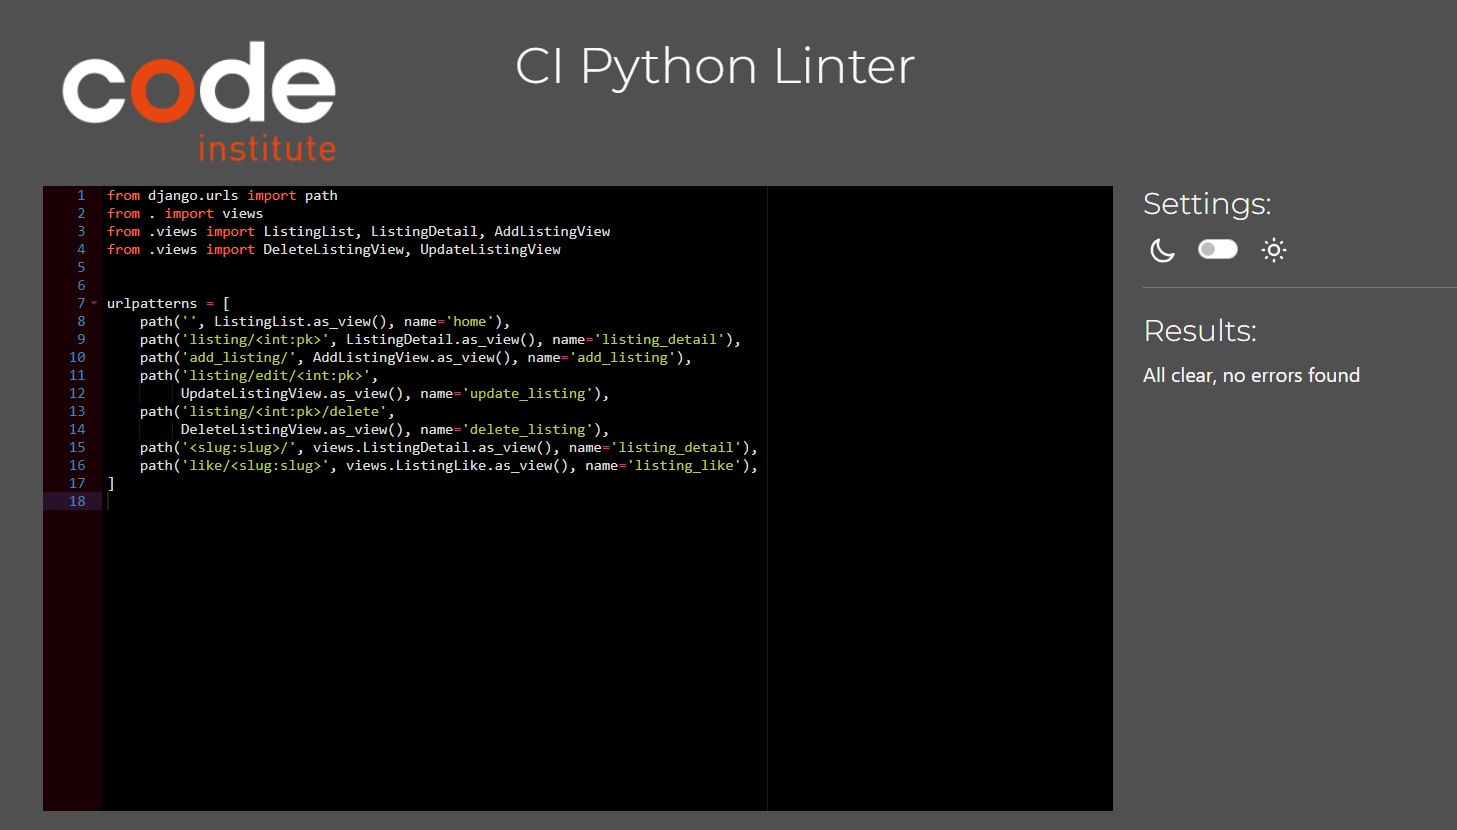 code
institute
CI Python Linter
1 from django.urls import path
2 from . import views
3 from .views import ListingList, ListingDetail, AddListingView
4 from .views import DeleteListingView, UpdateListingView
5
6
7 urlpatterns = [
8     path('', ListingList.as_view(), name='home'),
9     path('listing/<int:pk>', ListingDetail.as_view(), name='listing_detail'),
10     path('add_listing/', AddListingView.as_view(), name='add_listing'),
11     path('listing/edit/<int:pk>',
12          UpdateListingView.as_view(), name='update_listing'),
13     path('listing/<int:pk>/delete',
14          DeleteListingView.as_view(), name='delete_listing'),
15     path('<slug:slug>/', views.ListingDetail.as_view(), name='listing_detail'),
16     path('like/<slug:slug>', views.ListingLike.as_view(), name='listing_like'),
17 ]
18
Settings:
Results:
All clear, no errors found